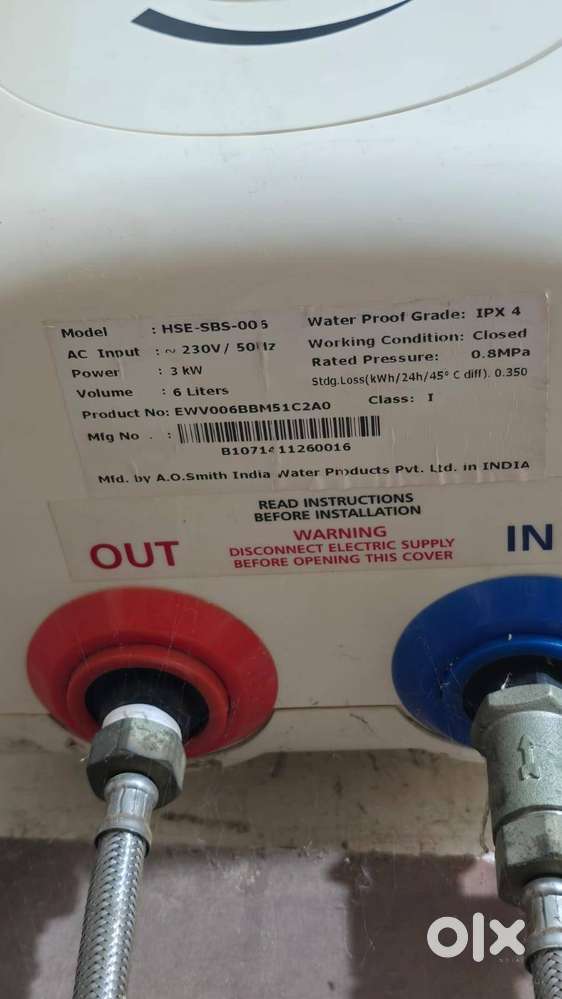 Model : HSE-SBS-006 Water Proof Grade: IPX 4
AC Input : ~ 230V/ 50Hz Working Condition: Closed
Power : 3 kW Rated Pressure: 0.8MPa
Volume : 6 Liters Stdg.Loss(kWh/24h/45° C diff). 0.350
Product No: EWV006BBM51C2A0 Class: I
Mfg No . :
B1071411260016
Mfd. by A.O.Smith India Water Products Pvt. Ltd. in INDIA
READ INSTRUCTIONS
BEFORE INSTALLATION
WARNING
DISCONNECT ELECTRIC SUPPLY
BEFORE OPENING THIS COVER
OUT
IN
olx
INDIA